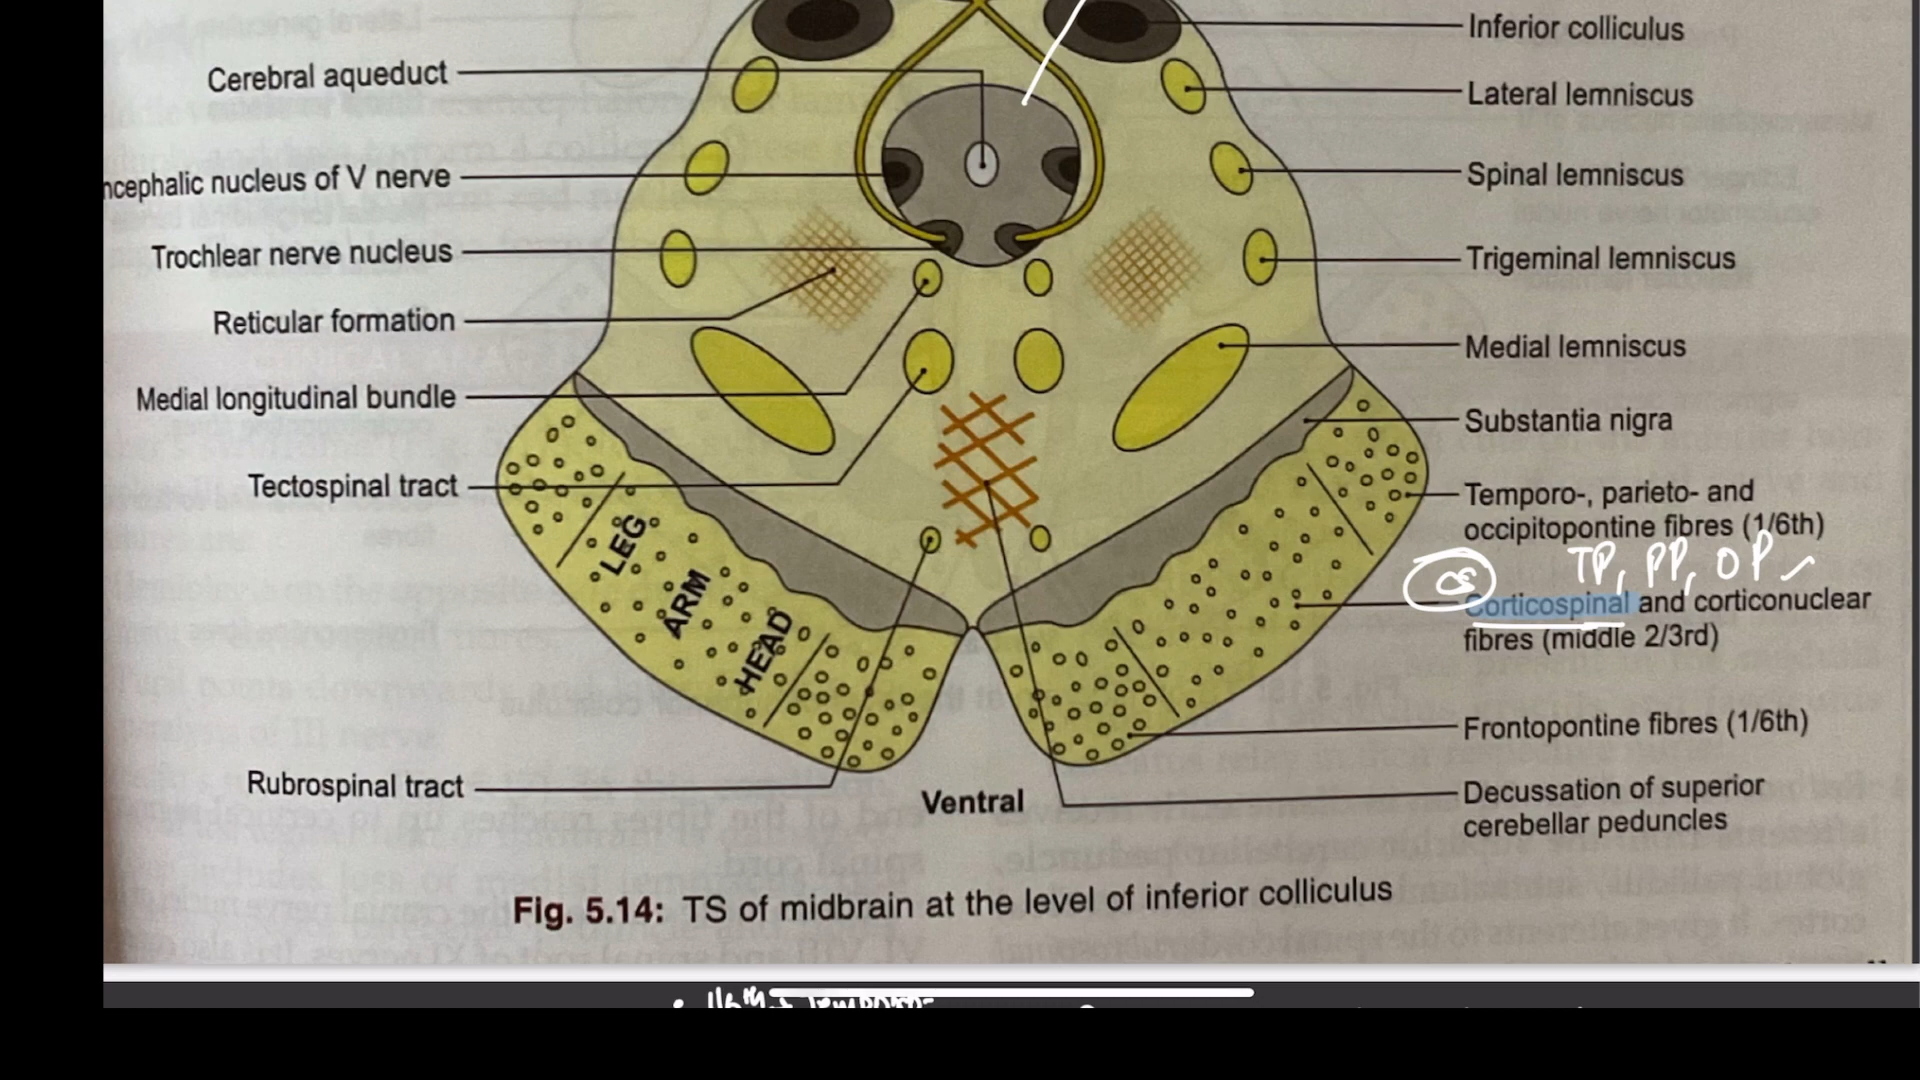 Inferior colliculus
Cerebral aqueduct
Lateral lemniscus
ncephalic nucleus of V nerve
Spinal lemniscus
Trochlear nerve nucleus
Trigeminal lemniscus
Reticular formation
Medial lemniscus
Medial longitudinal bundle
Substantia nigra
Tectospinal tract
Temporo-, parieto- and
occipitopontine fibres (1/6th)
TP, PP, OP
CS
Corticospinal and corticonuclear
fibres (middle 2/3rd)
LEG
ARM
HEAD
Frontopontine fibres (1/6th)
Rubrospinal tract
Ventral
Decussation of superior
cerebellar peduncles
Fig. 5.14: TS of midbrain at the level of inferior colliculus